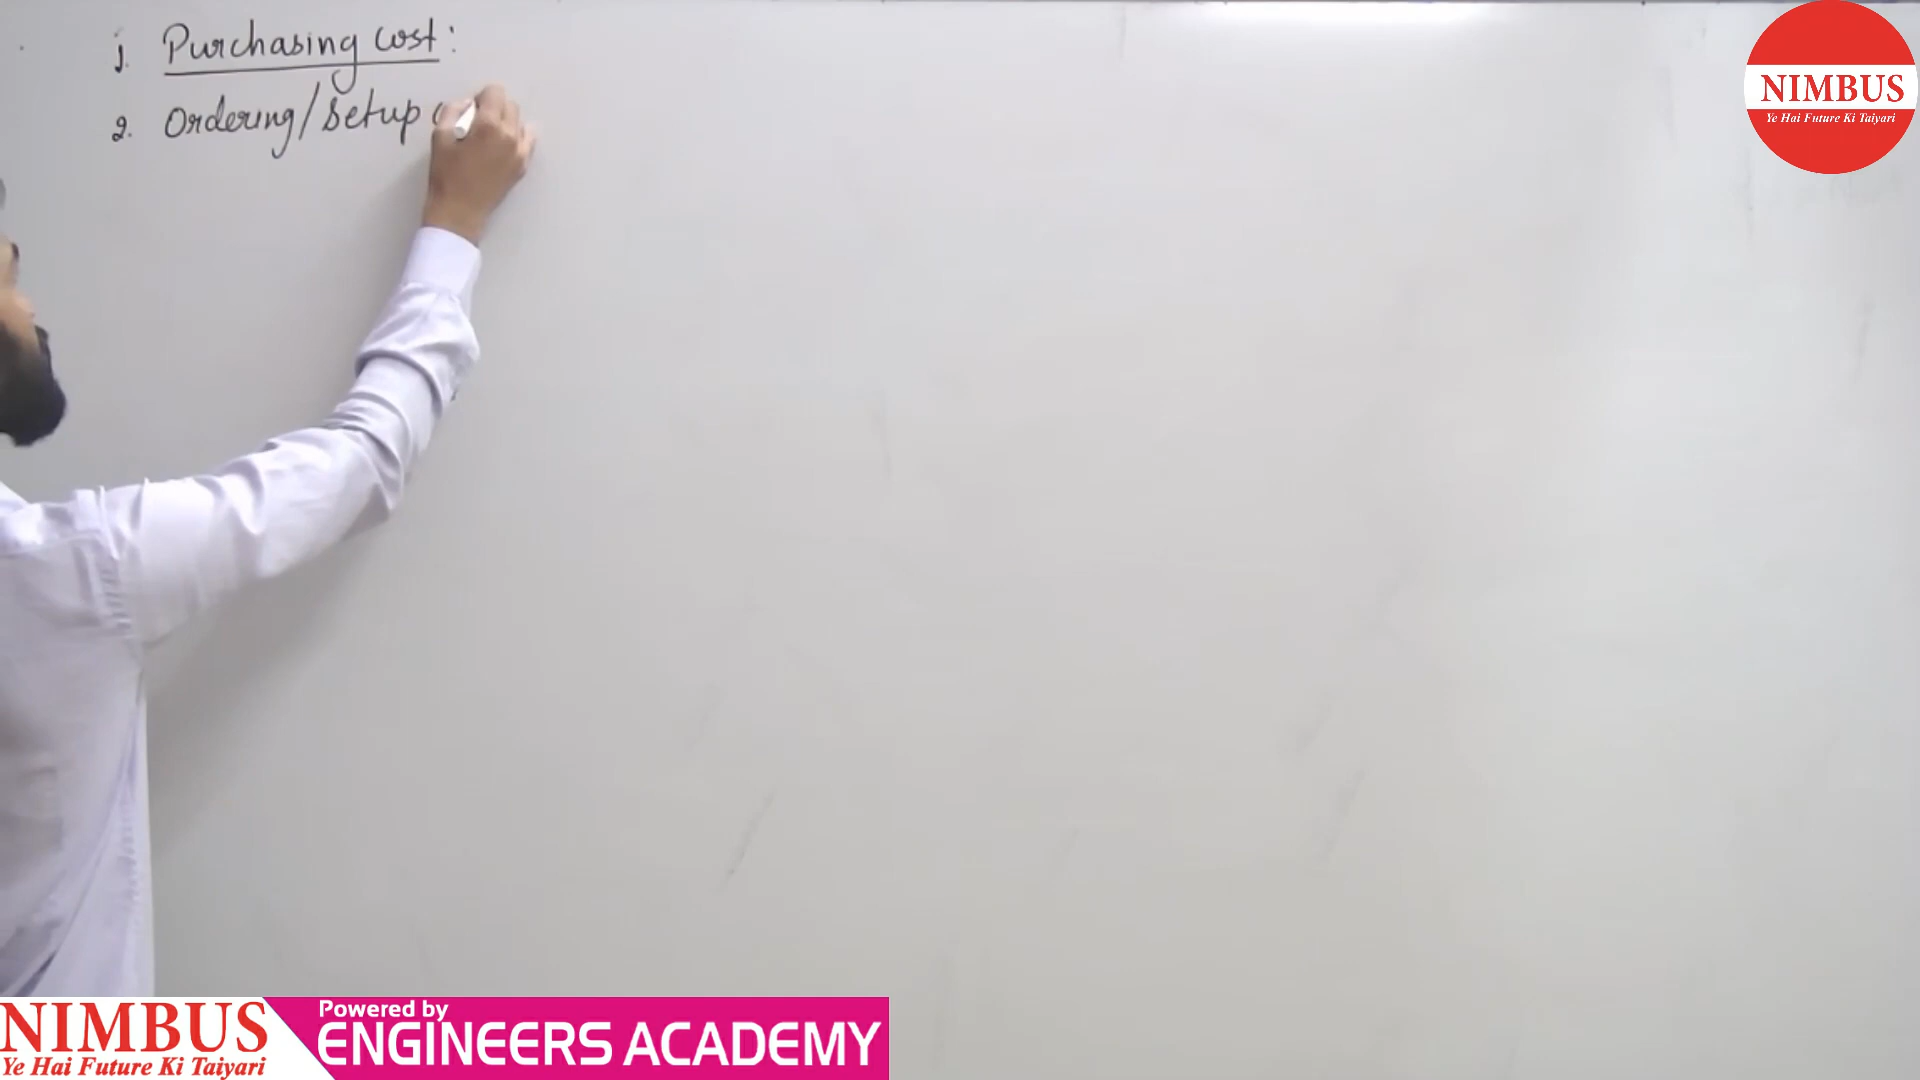 1. Purchasing cost:
2. Ordering/Setup
NIMBUS
Ye Hai Future Ki Taiyari
NIMBUS
Ye Hai Future Ki Taiyari
Powered by
ENGINEERS ACADEMY